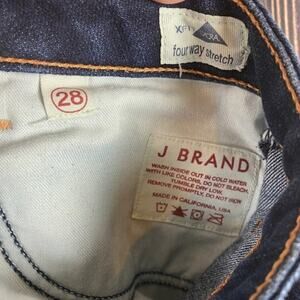 XFIT
four way stretch
28
J BRAND
WASH INSIDE OUT IN COLD WATER
WITH LIKE COLORS, DO NOT BLEACH.
TUMBLE DRY LOW.
REMOVE PROMPTLY, DO NOT IRON
MADE IN CALIFORNIA, USA